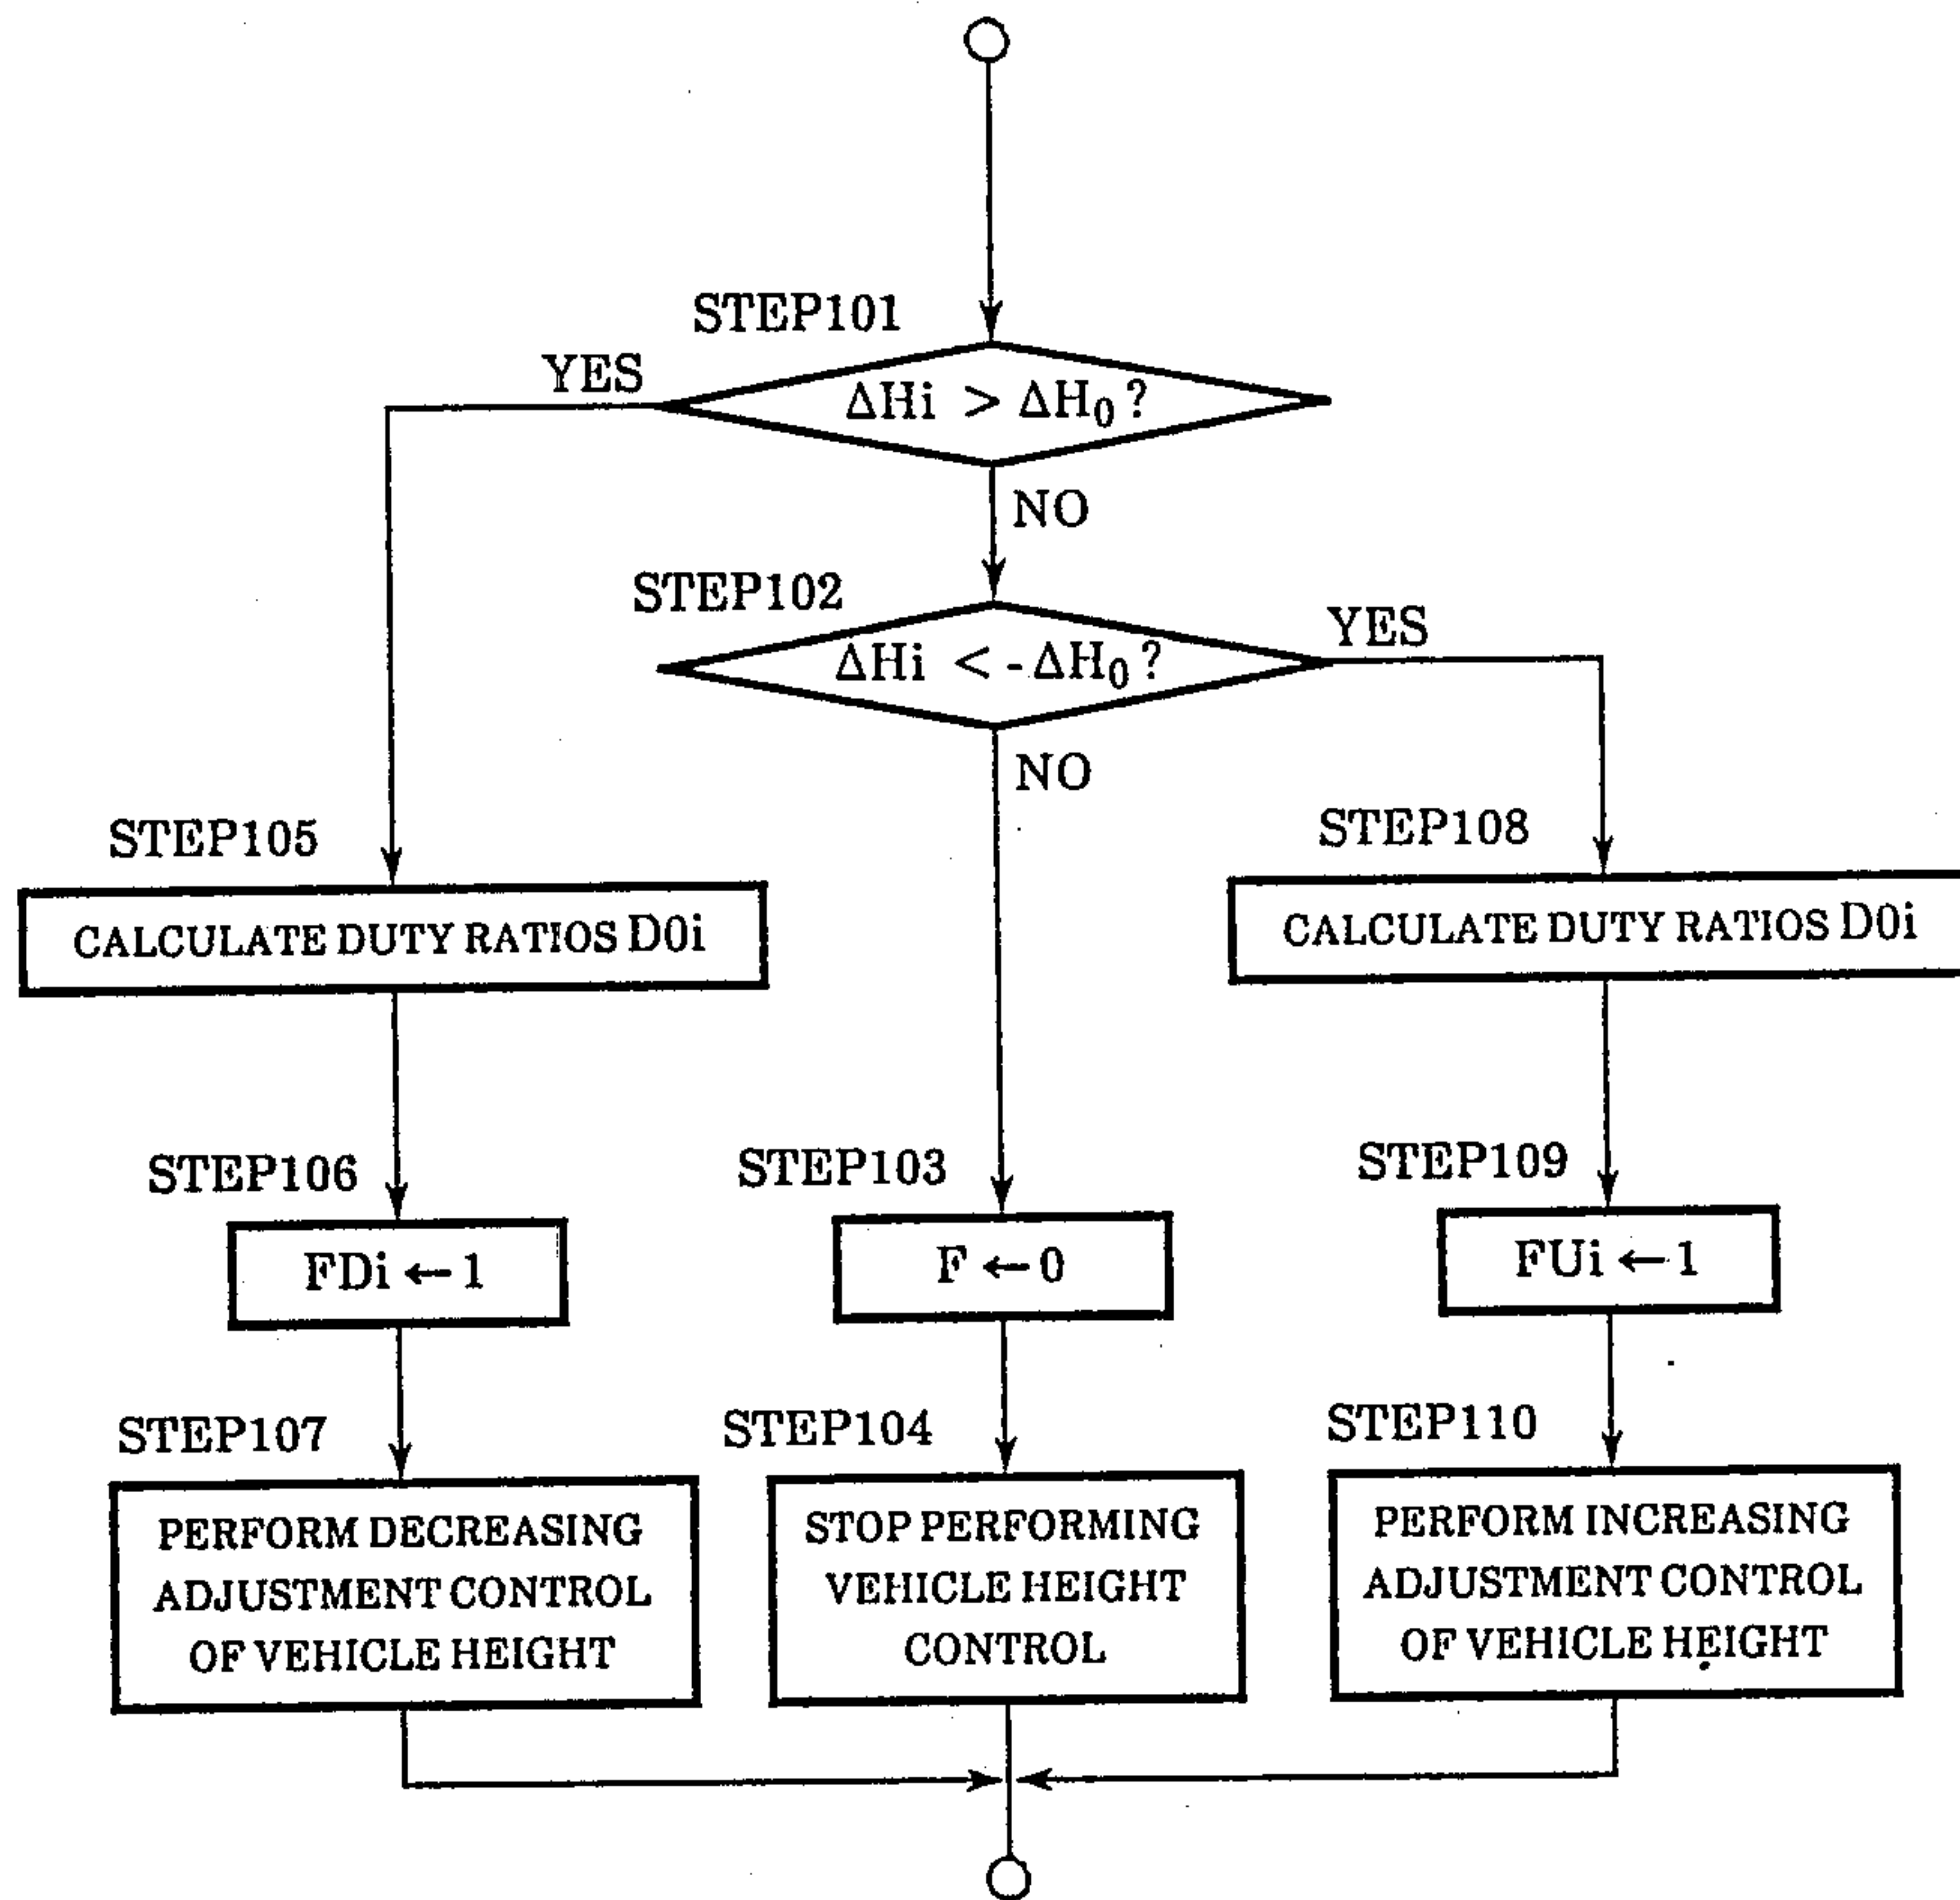 STEP101
YES
ΔHi > ΔH₀ ?
NO
STEP102
YES
ΔHi < - ΔH₀ ?
NO
STEP105
CALCULATE DUTY RATIOS D0i
STEP108
CALCULATE DUTY RATIOS D0i
STEP106
FDi ← 1
STEP103
F ← 0
STEP109
FUi ← 1
STEP107
PERFORM DECREASING
ADJUSTMENT CONTROL
OF VEHICLE HEIGHT
STEP104
STOP PERFORMING
VEHICLE HEIGHT
CONTROL
STEP110
PERFORM INCREASING
ADJUSTMENT CONTROL
OF VEHICLE HEIGHT